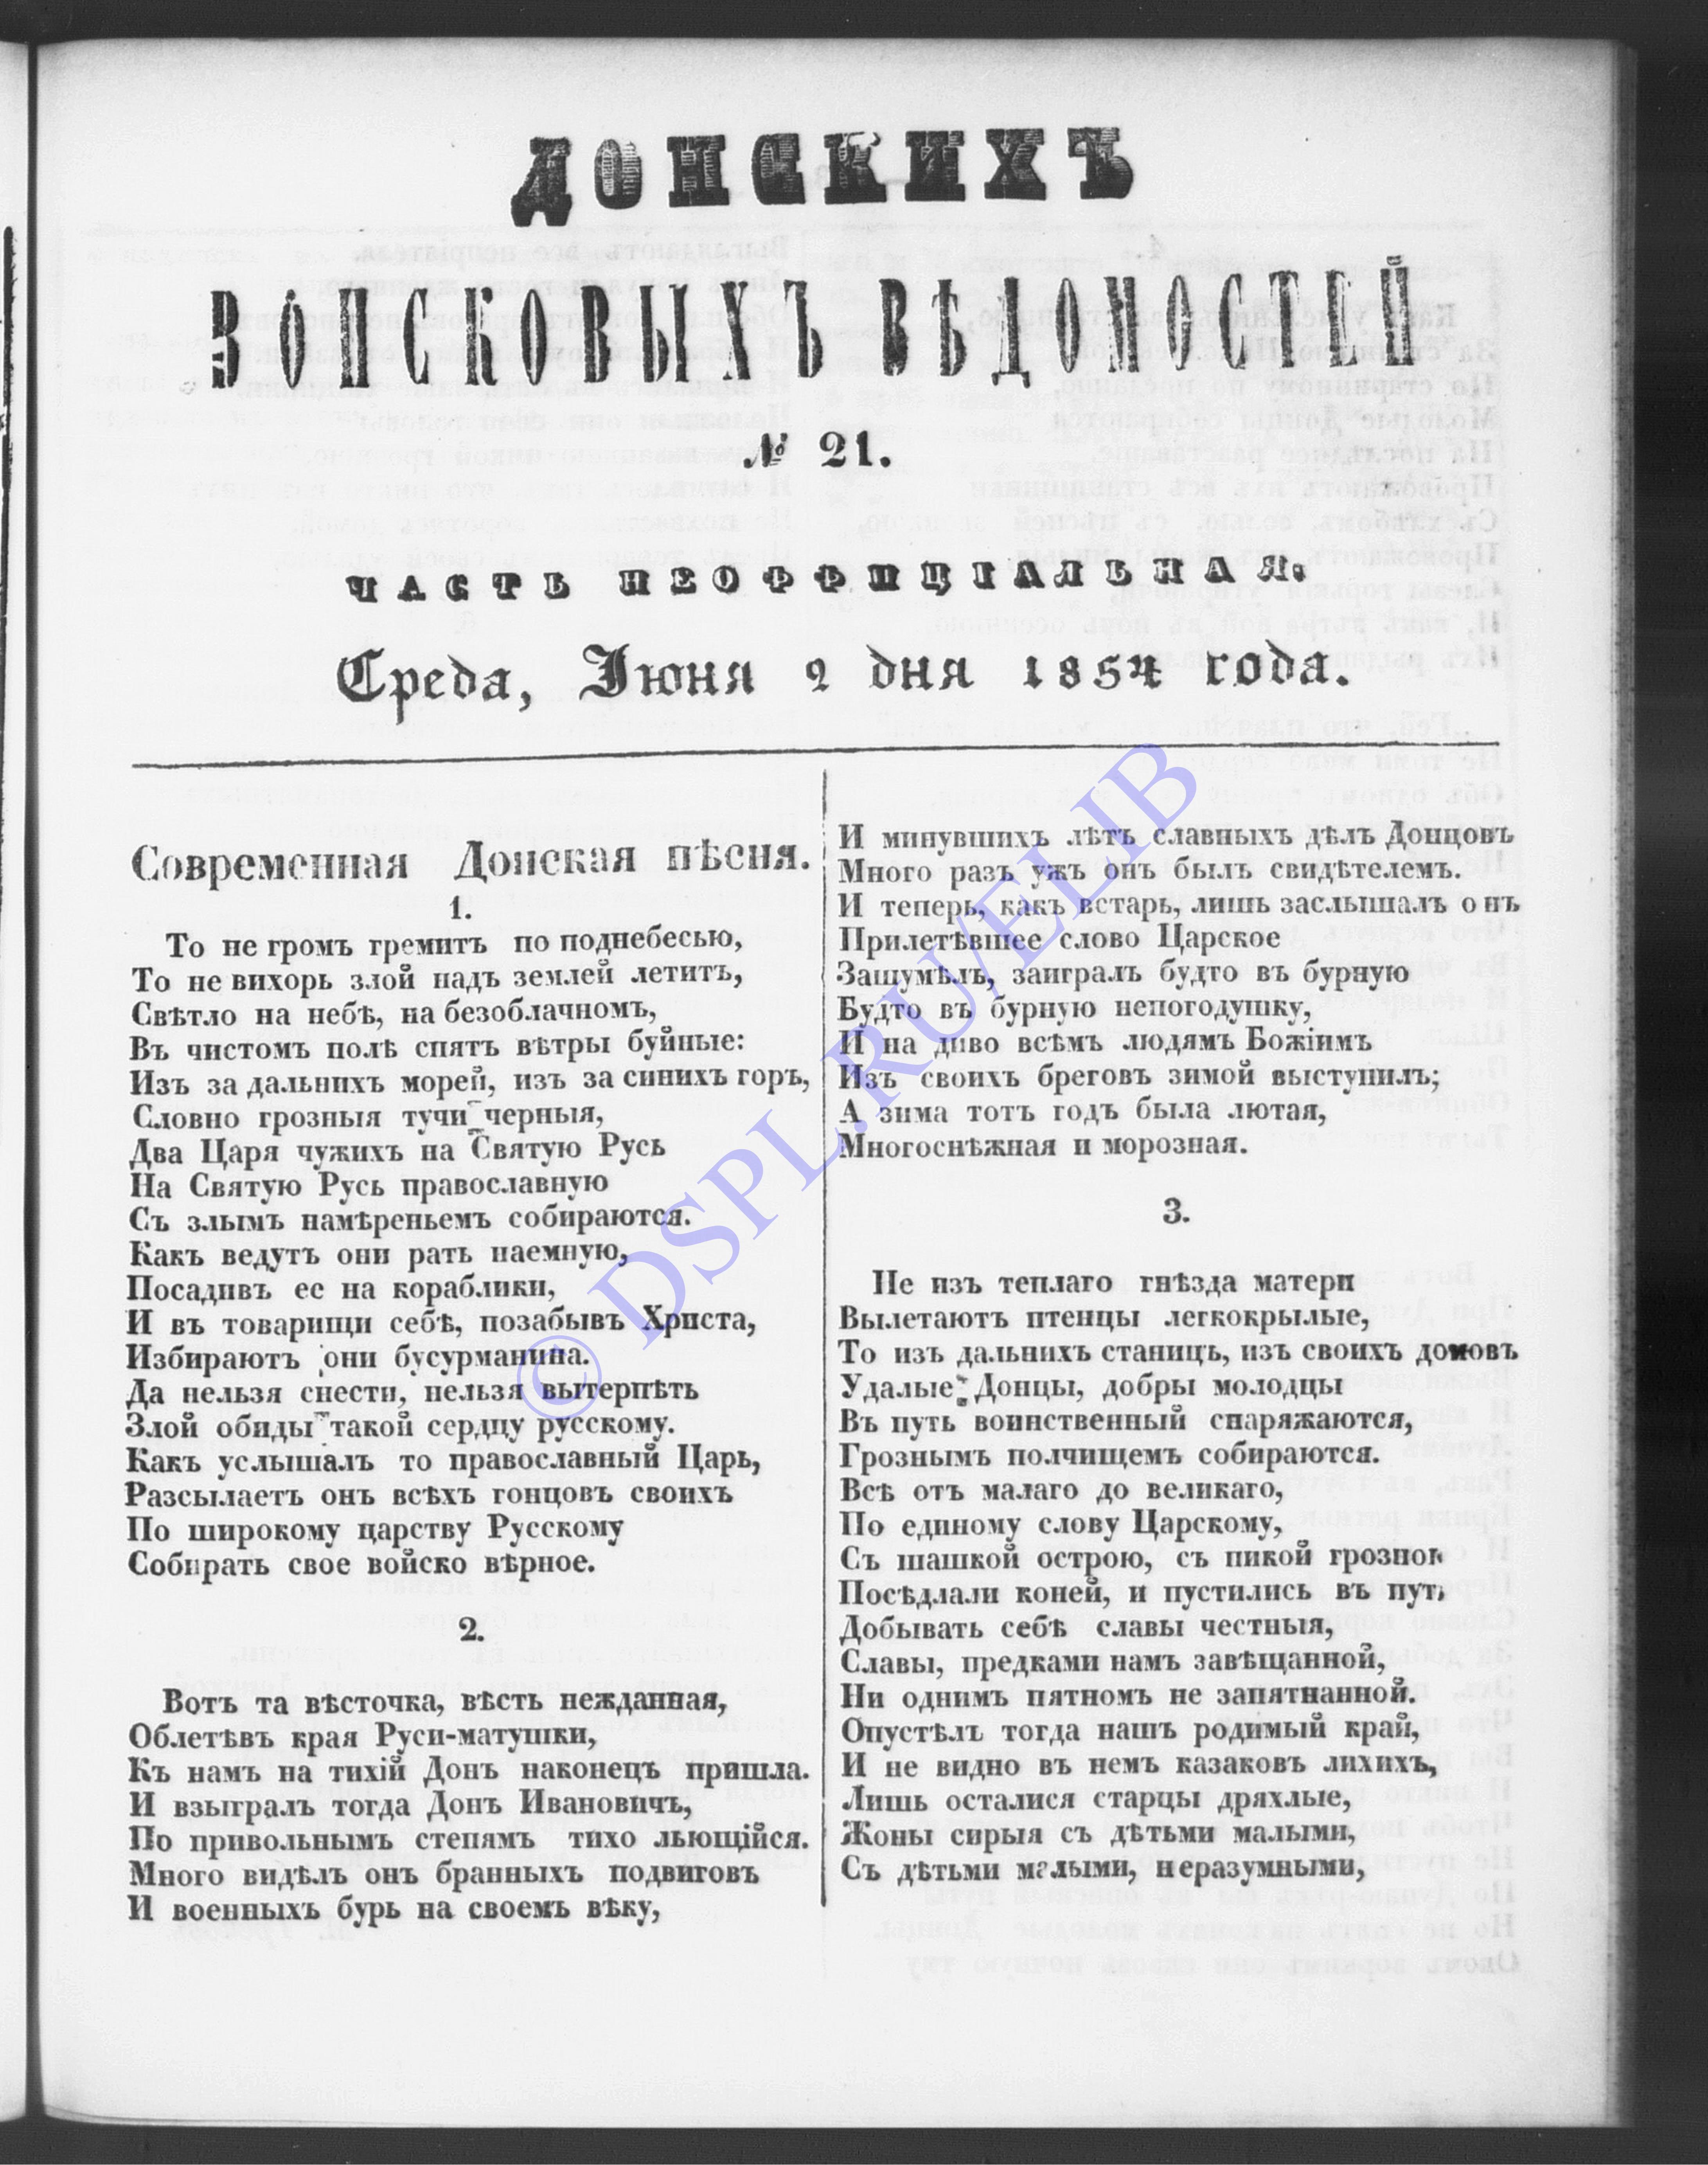 ДОНСКИХЪ
ВОЙСКОВЫХЪ ВѢДОМОСТЕЙ
№ 21.
ЧАСТЬ НЕОФФИЦІАЛЬНАЯ.
Среда, Іюня 2 дня 1854 года.
Современная Донская пѣсня.
1.
То не громъ гремитъ по поднебесью,
То не вихорь злой надъ землей летитъ,
Свѣтло на небѣ, на безоблачномъ,
Въ чистомъ полѣ спятъ вѣтры буйные:
Изъ за дальнихъ морей, изъ за синихъ горъ,
Словно грозныя тучи черныя,
Два Царя чужихъ на Святую Русь
На Святую Русь православную
Съ злымъ намѣреньемъ собираются.
Какъ ведутъ они рать наемную,
Посадивъ ее на кораблики,
И въ товарищи себѣ, позабывъ Христа,
Избираютъ они бусурманина.
Да нельзя снести, нельзя вытерпѣть
Злой обиды такой сердцу русскому.
Какъ услышалъ то православный Царь,
Разсылаетъ онъ всѣхъ гонцовъ своихъ
По широкому царству Русскому
Собирать свое войско вѣрное.
2.
Вотъ та вѣсточка, вѣсть нежданная,
Облетѣвъ края Руси-матушки,
Къ намъ на тихій Донъ наконецъ пришла.
И взыгралъ тогда Донъ Ивановичъ,
По привольнымъ степямъ тихо льющійся.
Много видѣлъ онъ бранныхъ подвиговъ
И военныхъ бурь на своемъ вѣку,
И минувшихъ лѣтъ славныхъ дѣлъ Донцовъ
Много разъ ужъ онъ былъ свидѣтелемъ.
И теперь, какъ встарь, лишь заслышалъ онъ
Прилетѣвшее слово Царское
Зашумѣлъ, заигралъ будто въ бурную
Будто въ бурную непогодушку,
И на диво всѣмъ людямъ Божіимъ
Изъ своихъ бреговъ зимой выступилъ;
А зима тотъ годъ была лютая,
Многоснѣжная и морозная.
3.
Не изъ теплаго гнѣзда матери
Вылетаютъ птенцы легкокрылые,
То изъ дальнихъ станицъ, изъ своихъ домовъ
Удалые Донцы, добры молодцы
Въ путь воинственный снаряжаются,
Грознымъ полчищемъ собираются.
Всѣ отъ малаго до великаго,
По единому слову Царскому,
Съ шашкой острою, съ пикой грозной
Посѣдлали коней, и пустились въ путь
Добывать себѣ славы честныя,
Славы, предками намъ завѣщанной,
Ни однимъ пятномъ не запятнанной.
Опустѣлъ тогда нашъ родимый край,
И не видно въ немъ казаковъ лихихъ,
Лишь осталися старцы дряхлые,
Жоны сирыя съ дѣтьми малыми,
Съ дѣтьми малыми, неразумными,
© DSPL.RU/ELIB